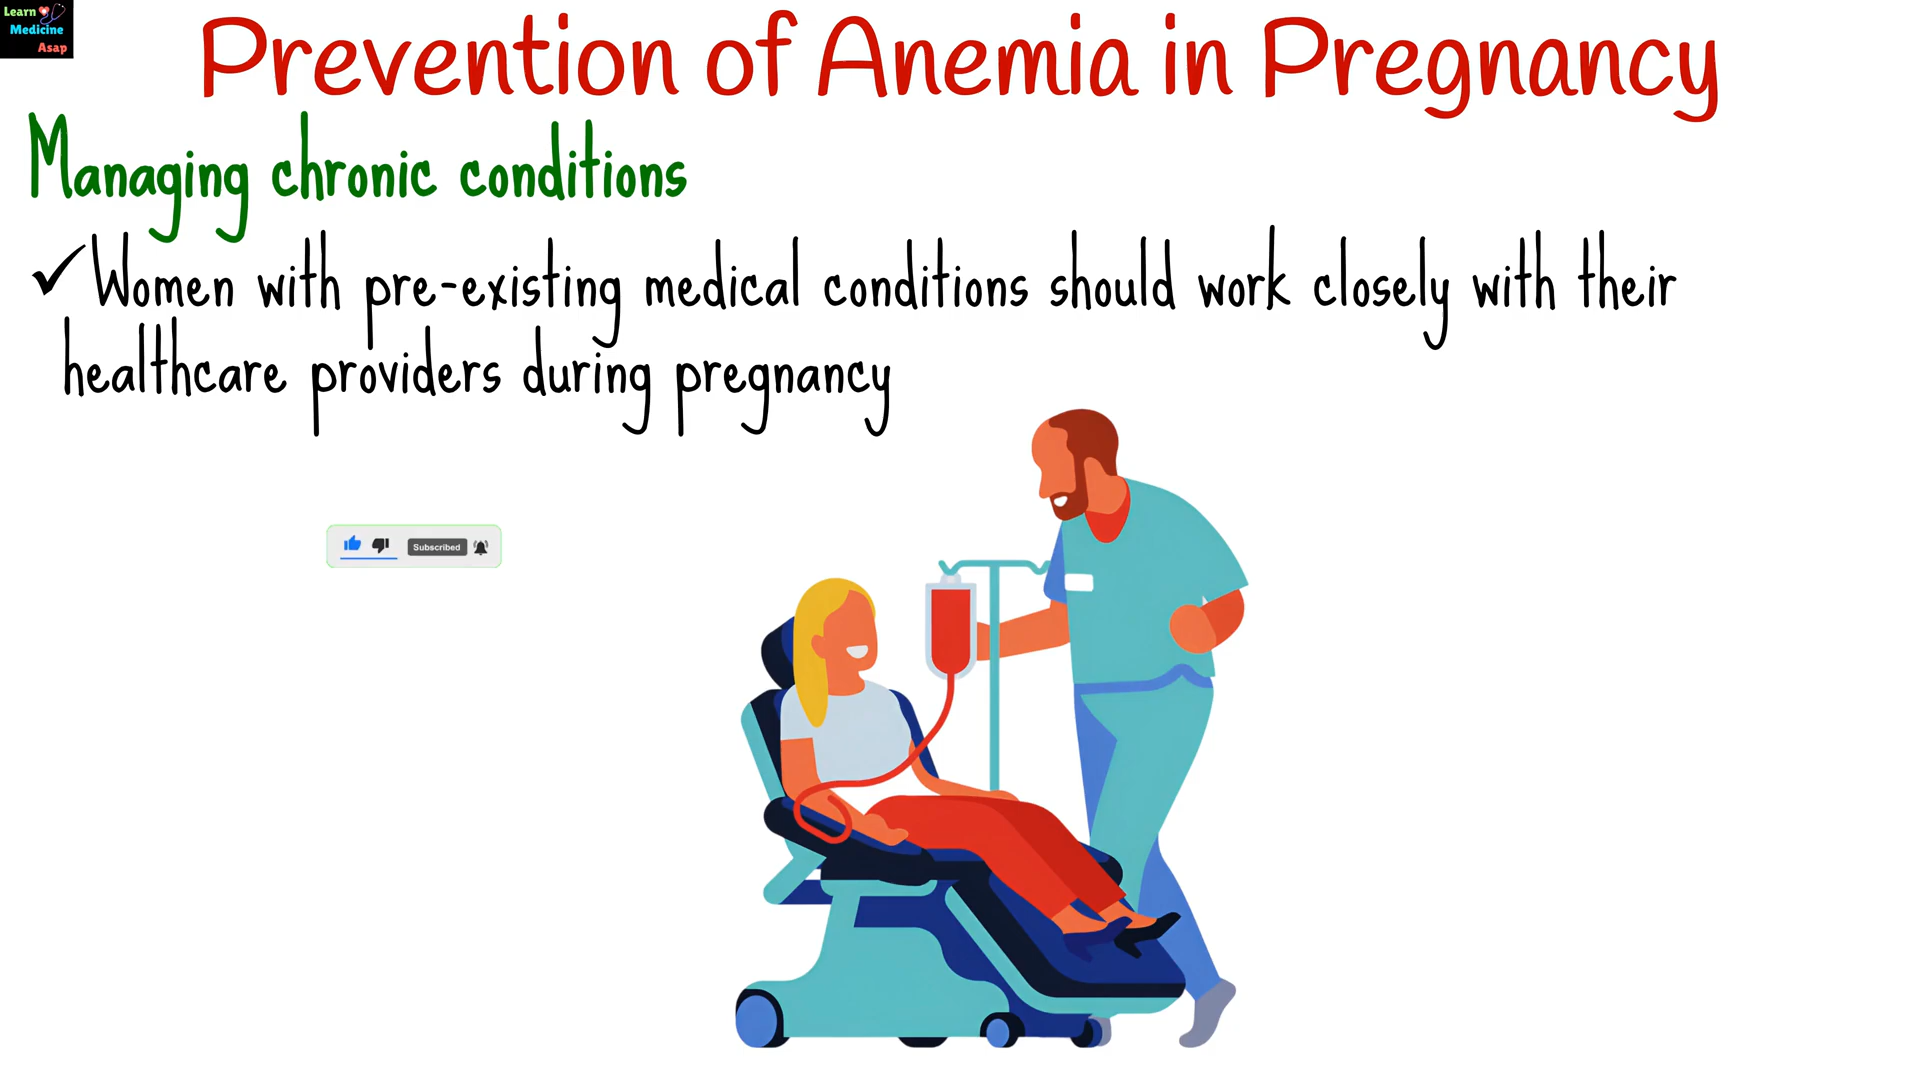 Learn
Medicine
Asap
Prevention of Anemia in Pregnancy
Managing chronic conditions
✓Women with pre-existing medical conditions should work closely with their
healthcare providers during pregnancy
Subscribed